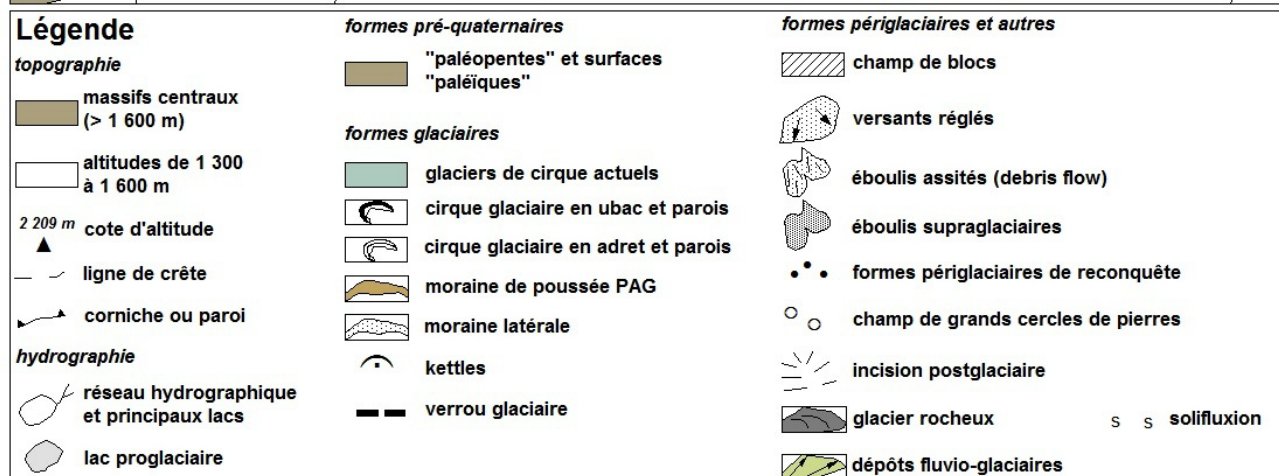 Légende
topographie
massifs centraux
(> 1 600 m)
altitudes de 1 300
à 1 600 m
2 209 m cote d'altitude
ligne de crête
corniche ou paroi
hydrographie
réseau hydrographique
et principaux lacs
lac proglaciaire
formes pré-quaternaires
"paléopentes" et surfaces
"paléïques"
formes glaciaires
glaciers de cirque actuels
cirque glaciaire en ubac et parois
cirque glaciaire en adret et parois
moraine de poussée PAG
moraine latérale
kettles
verrou glaciaire
formes périglaciaires et autres
champ de blocs
versants réglés
éboulis assités (debris flow)
éboulis supraglaciaires
formes périglaciaires de reconquête
champ de grands cercles de pierres
incision postglaciaire
glacier rocheux
s s solifluxion
dépôts fluvio-glaciaires